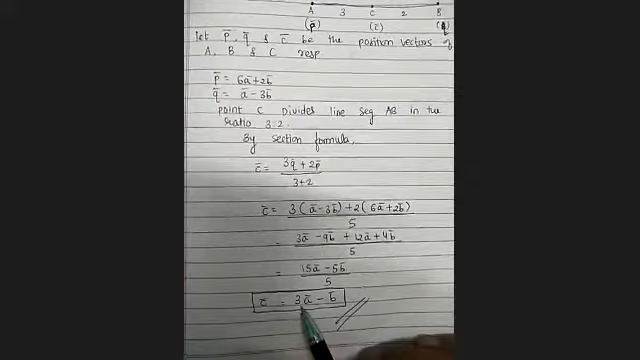 A 3 C 2 B
(p̄) (c̄)
let p̄, q̄ & c̄ be the position vectors of
A, B & C resp
p̄ = 6ā+2b̄
q̄ = ā-3b̄
point C Divides line seg AB in the
ratio 3:2.
By section formula,
c̄ = (3q̄ + 2p̄)/(3+2)
c̄ = (3(ā-3b̄)+2(6ā+2b̄))/5
= (3ā-9b̄+12ā+4b̄)/5
= (15ā-5b̄)/5
c̄ = 3ā-b̄